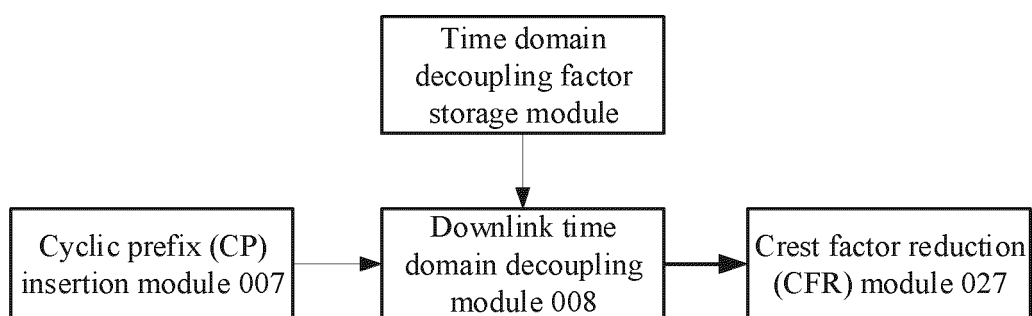 Time domain
decoupling factor
storage module
Cyclic prefix (CP)
insertion module 007
Downlink time
domain decoupling
module 008
Crest factor reduction
(CFR) module 027